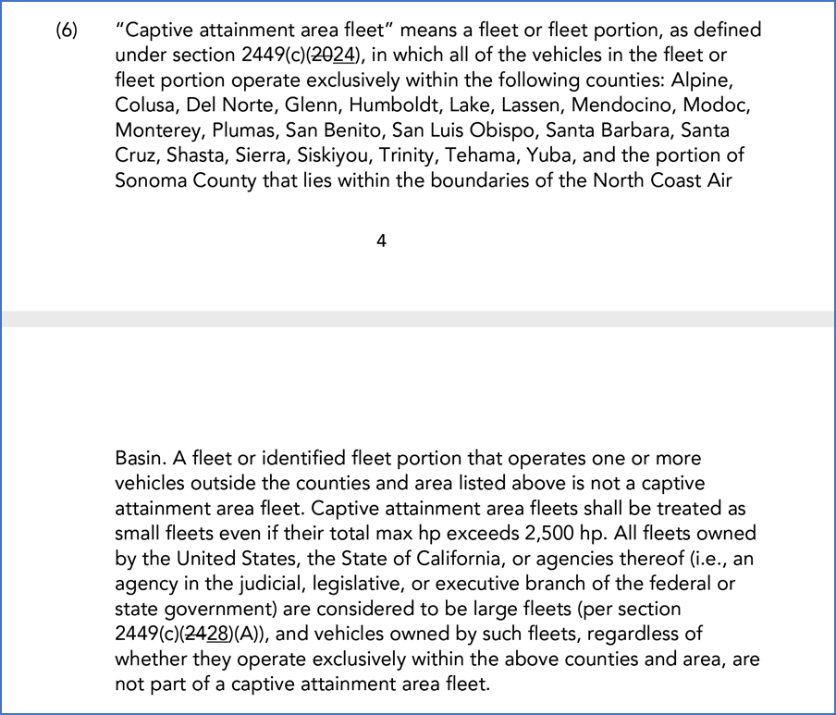 (6) “Captive attainment area fleet” means a fleet or fleet portion, as defined
under section 2449(c)(2024), in which all of the vehicles in the fleet or
fleet portion operate exclusively within the following counties: Alpine,
Colusa, Del Norte, Glenn, Humboldt, Lake, Lassen, Mendocino, Modoc,
Monterey, Plumas, San Benito, San Luis Obispo, Santa Barbara, Santa
Cruz, Shasta, Sierra, Siskiyou, Trinity, Tehama, Yuba, and the portion of
Sonoma County that lies within the boundaries of the North Coast Air
4
Basin. A fleet or identified fleet portion that operates one or more
vehicles outside the counties and area listed above is not a captive
attainment area fleet. Captive attainment area fleets shall be treated as
small fleets even if their total max hp exceeds 2,500 hp. All fleets owned
by the United States, the State of California, or agencies thereof (i.e., an
agency in the judicial, legislative, or executive branch of the federal or
state government) are considered to be large fleets (per section
2449(c)(2428)(A)), and vehicles owned by such fleets, regardless of
whether they operate exclusively within the above counties and area, are
not part of a captive attainment area fleet.